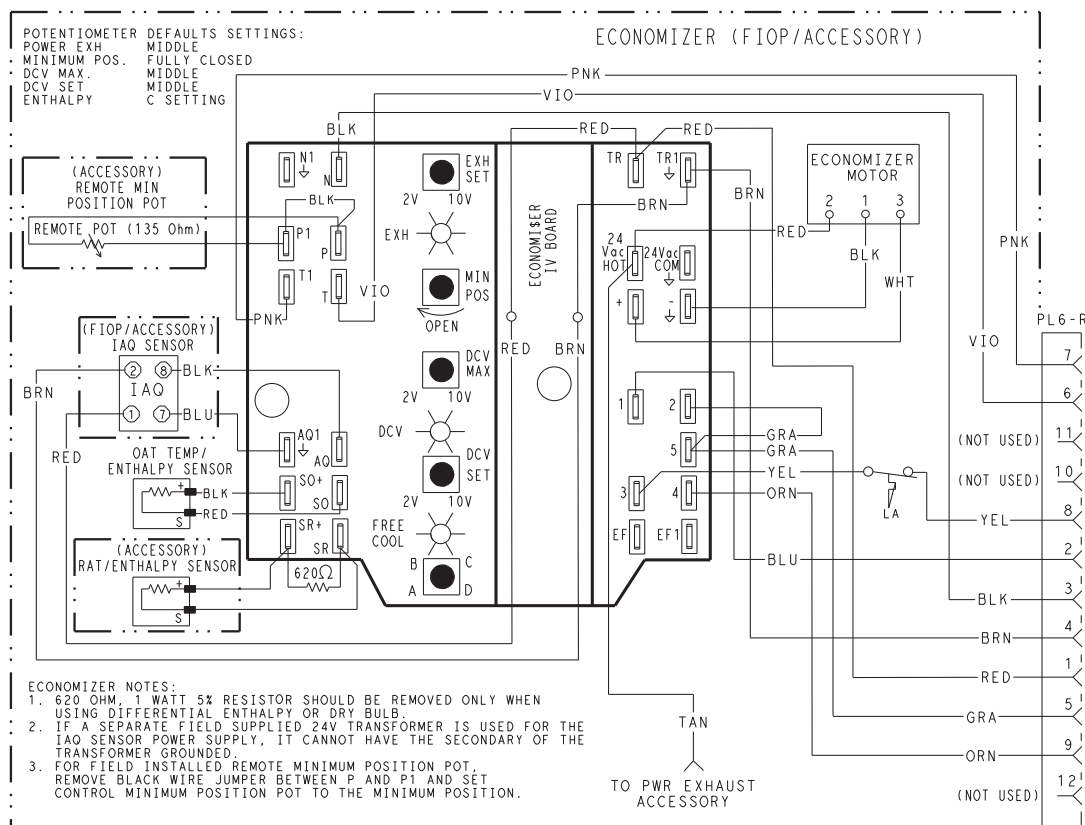 POTENTIOMETER DEFAULTS SETTINGS:
POWER EXH MIDDLE
MINIMUM POS. FULLY CLOSED
DCV MAX. MIDDLE
DCV SET MIDDLE
ENTHALPY C SETTING
ECONOMIZER (FIOP/ACCESSORY)
PNK
VIO
BLK
RED
RED
N1
N
EXH
SET
2V 10V
TR
TR1
BRN
ECONOMIZER
MOTOR
2 1 3
(ACCESSORY)
REMOTE MIN
POSITION POT
REMOTE POT (135 Ohm)
BLK
P1
P
EXH
ECONOMI$ER
IV BOARD
BRN
24
Vac
HOT
24Vac
COM
RED
BLK
WHT
PNK
T1
T
VIO
PNK
MIN
POS
OPEN
+
-
RED
BRN
VIO
PL6-R
(FIOP/ACCESSORY)
IAQ SENSOR
2 8
IAQ
1 7
BLK
BLU
BRN
RED
DCV
MAX
2V 10V
DCV
DCV
SET
2V 10V
AQ1
AQ
OAT TEMP/
ENTHALPY SENSOR
+
S
BLK
RED
SO+
SO
SR+
SR
620Ω
FREE
COOL
B C
A D
(ACCESSORY)
RAT/ENTHALPY SENSOR
+
S
1
2
5
3
4
EF
EF1
GRA
GRA
YEL
ORN
LA
BLU
7
6
(NOT USED) 11
(NOT USED) 10
YEL 8
2
BLK 3
BRN 4
RED 1
GRA 5
ORN 9
(NOT USED) 12
TAN
TO PWR EXHAUST
ACCESSORY
ECONOMIZER NOTES:
1. 620 OHM, 1 WATT 5% RESISTOR SHOULD BE REMOVED ONLY WHEN
USING DIFFERENTIAL ENTHALPY OR DRY BULB.
2. IF A SEPARATE FIELD SUPPLIED 24V TRANSFORMER IS USED FOR THE
IAQ SENSOR POWER SUPPLY, IT CANNOT HAVE THE SECONDARY OF THE
TRANSFORMER GROUNDED.
3. FOR FIELD INSTALLED REMOTE MINIMUM POSITION POT,
REMOVE BLACK WIRE JUMPER BETWEEN P AND P1 AND SET
CONTROL MINIMUM POSITION POT TO THE MINIMUM POSITION.